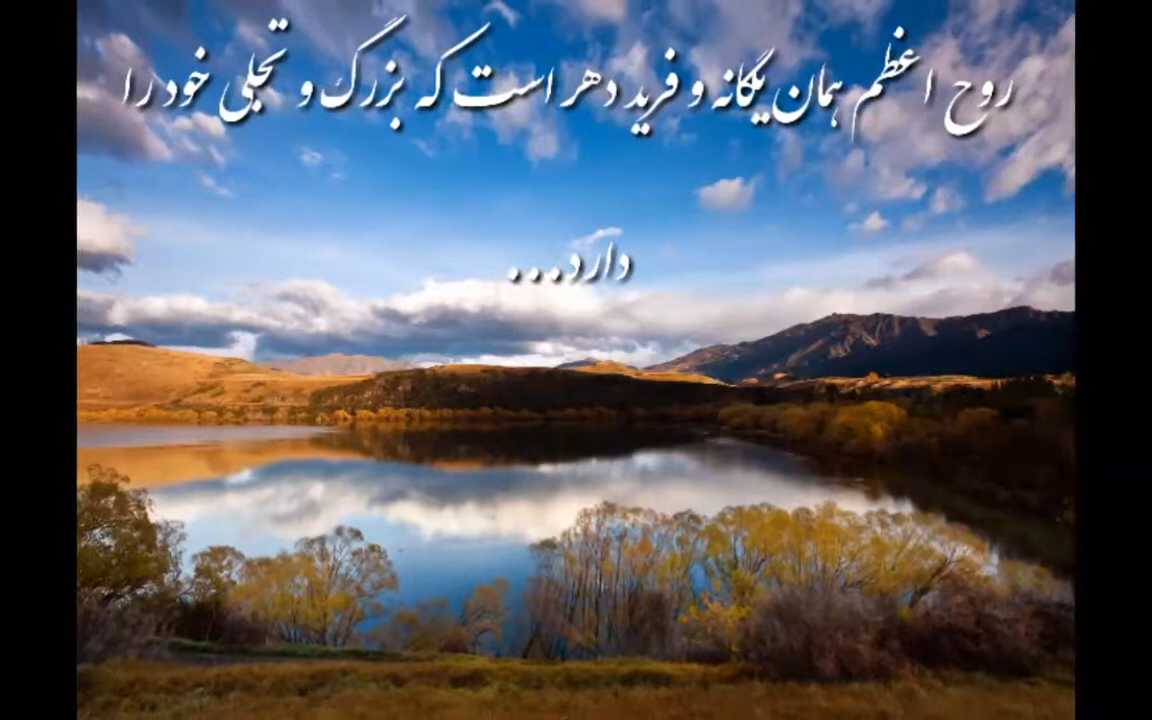 روح اعظم همان یگانه و فرید دهر است که بزرگ و تجلی خود را
دارد...